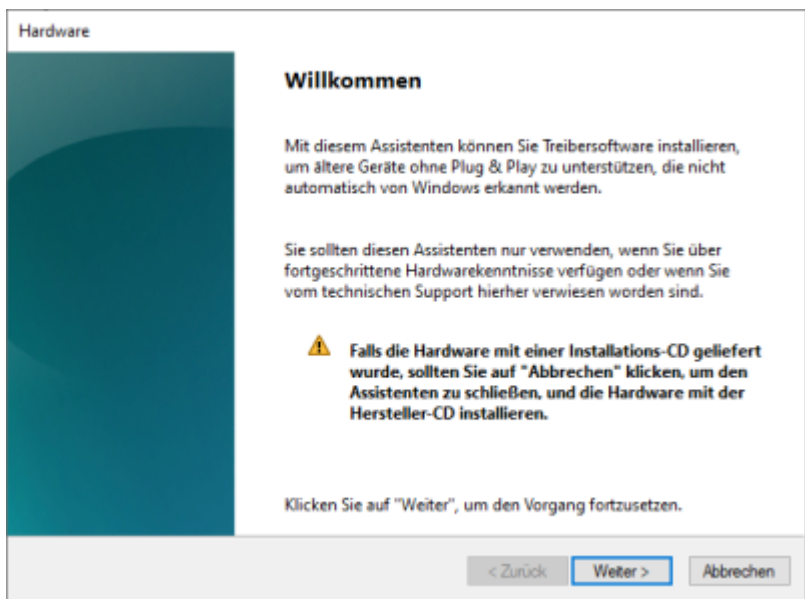 Hardware
Willkommen
Mit diesem Assistenten können Sie Treibersoftware installieren,
um ältere Geräte ohne Plug & Play zu unterstützen, die nicht
automatisch von Windows erkannt werden.
Sie sollten diesen Assistenten nur verwenden, wenn Sie über
fortgeschrittene Hardwarekenntnisse verfügen oder wenn Sie
vom technischen Support hierher verwiesen worden sind.
Falls die Hardware mit einer Installations-CD geliefert
wurde, sollten Sie auf "Abbrechen" klicken, um den
Assistenten zu schließen, und die Hardware mit der
Hersteller-CD installieren.
Klicken Sie auf "Weiter", um den Vorgang fortzusetzen.
< Zurück Weiter > Abbrechen